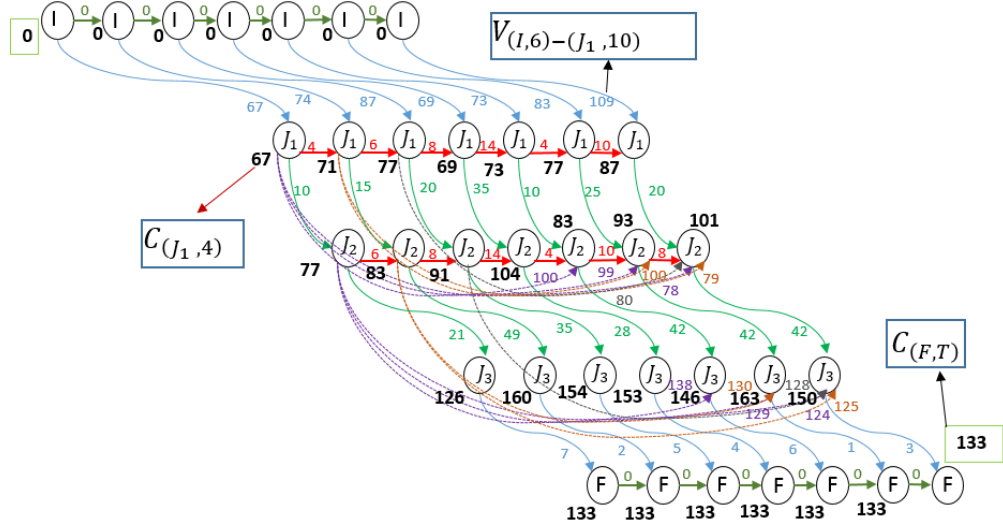 0 0 0 0 0 0
I I I I I I I
0 0 0 0 0 0 0
V(I,6)−(J₁,10)
67 74 87 69 73 83 109
J₁ J₁ J₁ J₁ J₁ J₁ J₁
4 6 8 14 4 10
67 71 77 69 73 77 87
10 15 20 35 10 25 20
C(J₁,4)
83 93 101
J₂ J₂ J₂ J₂ J₂ J₂ J₂
6 8 14 4 10 8
77 83 91 104 100 99 100 79
80 78
21 49 35 28 42 42 42
C(F,T)
J₃ J₃ J₃ J₃ J₃ J₃ J₃
138 130 128
126 160 154 153 146 163 150 125
129 124
133
7 2 5 4 6 1 3
0 0 0 0 0 0
F F F F F F F
133 133 133 133 133 133